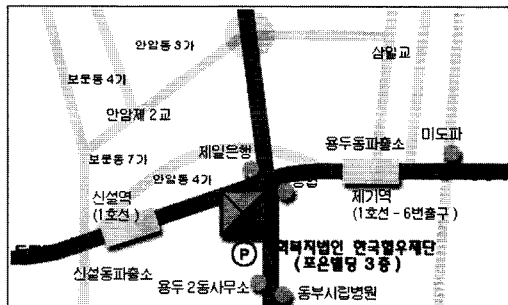 안암동 3가
보문동 4가
삼일교
안암제 2교
용두동파출소
미도파
보문동 7가
제일은행
안암동 4가
신설역
(1호선)
제기역
(1호선-6번출구)
P
회복지법인 한국혈우재단
(포은빌딩 3층)
신설동파출소
용두 2동사무소
동부시립병원